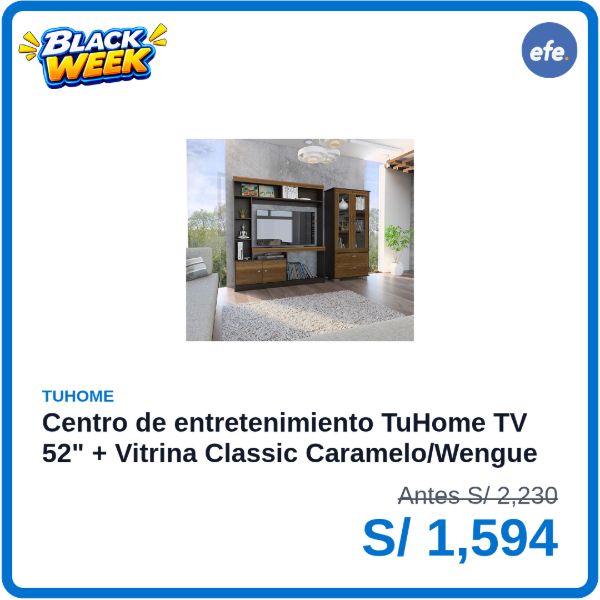 BLACK
WEEK
efe.
TUHOME
Centro de entretenimiento TuHome TV
52" + Vitrina Classic Caramelo/Wengue
Antes S/ 2,230
S/ 1,594